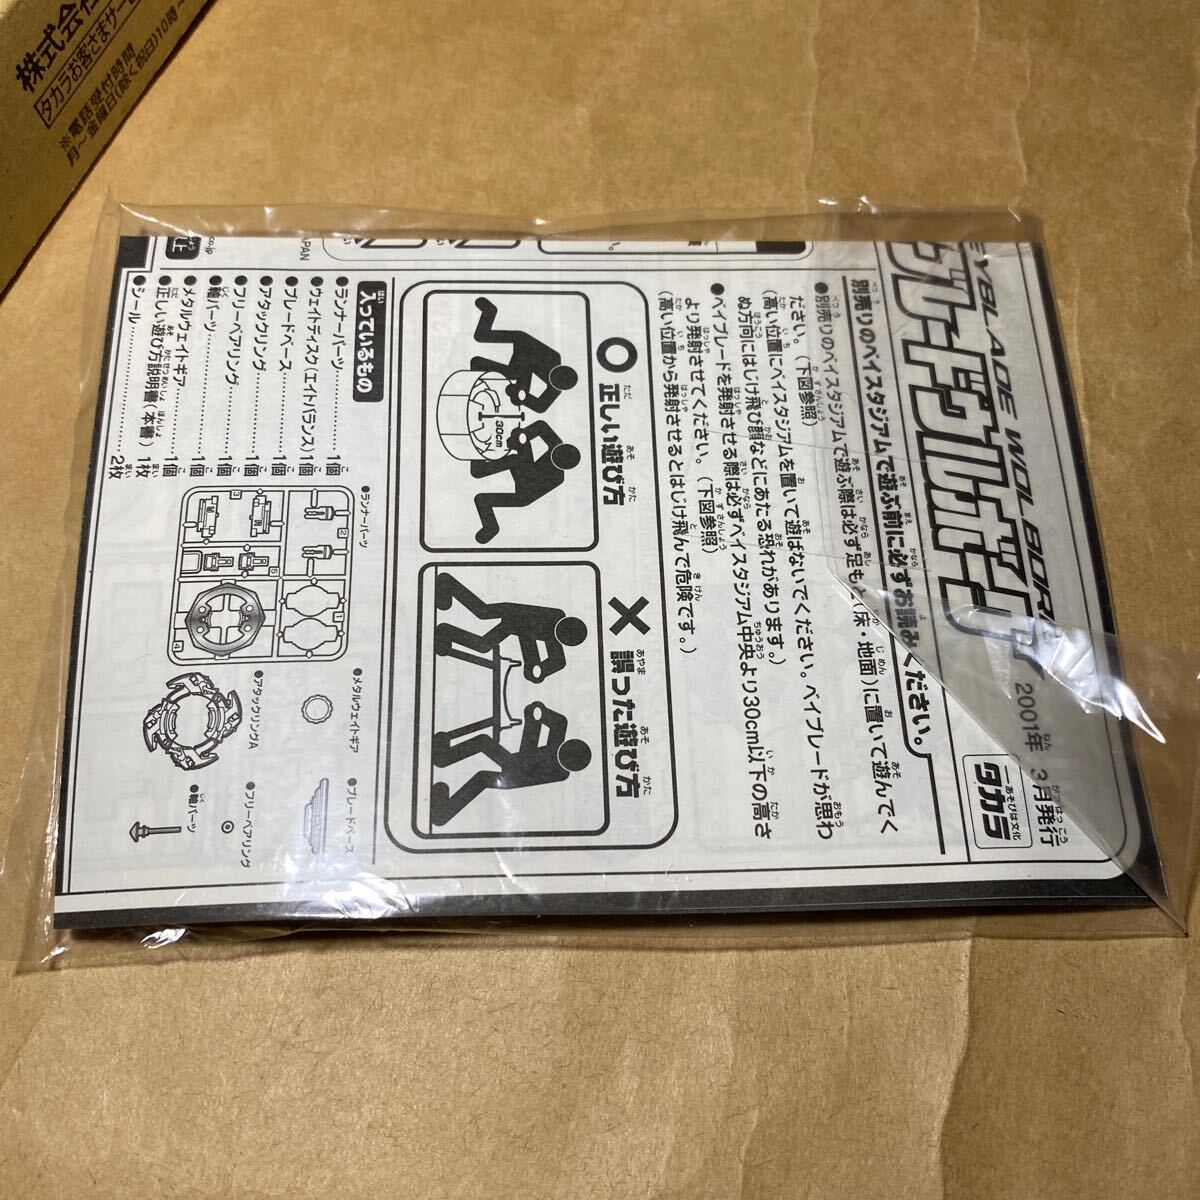 株式会社
タカラお客さまサービ
※電話受付時間
月～金曜日(除く祝日)10時～
EYBLADE WOLBORG
ウルボーグ
2001年 3月発行
あそびは文化
タカラ
別売りのベイスタジアムで遊ぶ前に必ずお読みください。
●別売りのベイスタジアムで遊ぶ際は必ず足もと(床・地面)に置いて遊んでく
ださい。(下図参照)
(高い位置にベイスタジアムを置いて遊ばないでください。ベイブレードが思わ
ぬ方向にはじけ飛び顔などにあたる恐れがあります。)
●ベイブレードを発射させる際は必ずベイスタジアム中央より30cm以下の高さ
より発射させてください。(下図参照)
(高い位置から発射させるとはじけ飛んで危険です。)
○ 正しい遊び方
30cm
× 誤った遊び方
入っているもの
●ランナーパーツ…………1個
●ウェイトディスク(エイトバランス)1個
●ブレードベース…………1個
●アタックリング…………1個
●フリーベアリング………1個
●軸パーツ…………………1個
●メタルウェイトギア……1個
●正しい遊び方説明書(本書)1枚
●シール……………………2枚
●ランナーパーツ
1
2
3
4
5
M
M
●メタルウェイトギア
●アタックリングA
●ブレードベース
●フリーベアリング
●軸パーツ
.co.jp
JAPAN
上